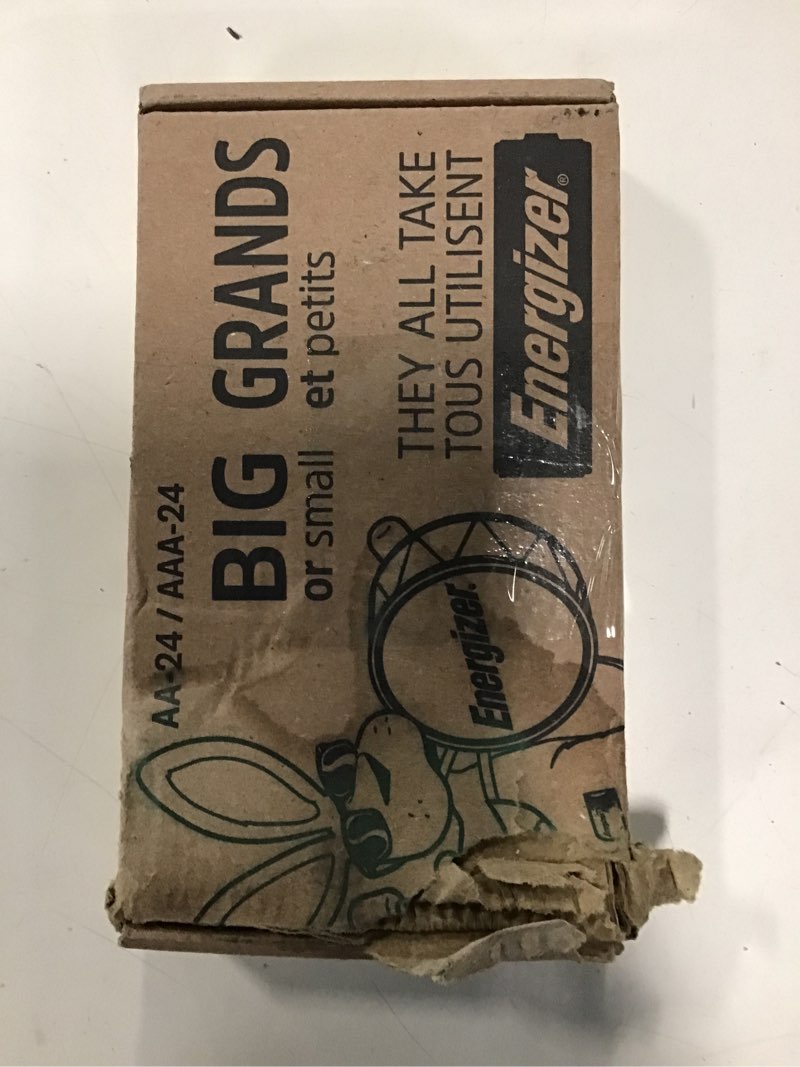 AA-24 / AAA-24
BIG GRANDS
or small et petits
THEY ALL TAKE
TOUS UTILISENT
Energizer®
Energizer.